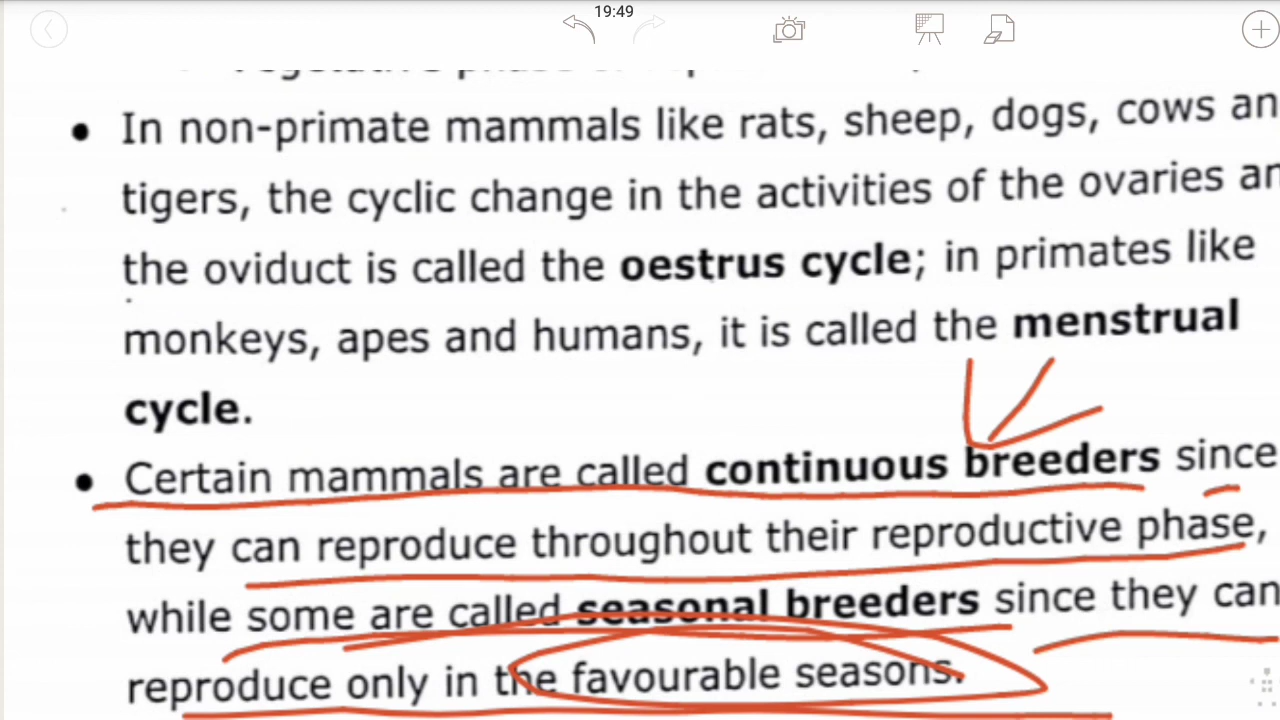 19:49
• In non-primate mammals like rats, sheep, dogs, cows an
tigers, the cyclic change in the activities of the ovaries an
the oviduct is called the oestrus cycle; in primates like
monkeys, apes and humans, it is called the menstrual
cycle.
• Certain mammals are called continuous breeders since
they can reproduce throughout their reproductive phase,
while some are called seasonal breeders since they can
reproduce only in the favourable seasons.